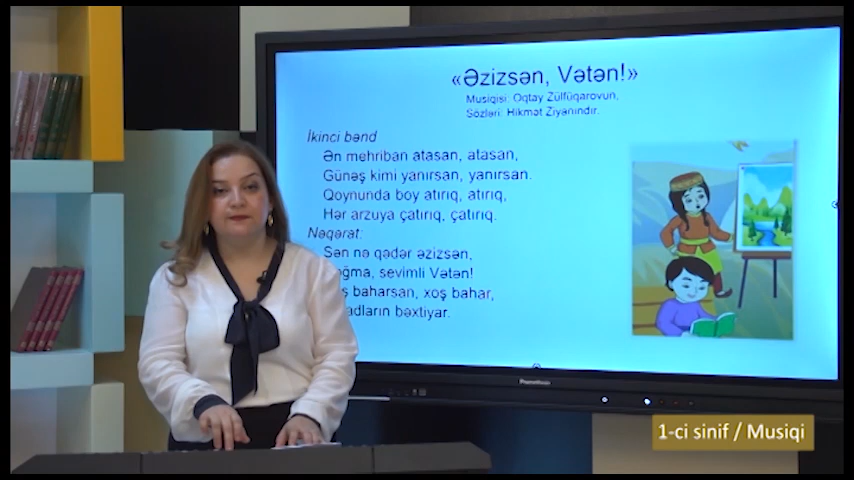 «Əzizsən, Vətən!»
Musiqisi: Oqtay Zülfüqarovun,
Sözləri: Hikmət Ziyanındır.
İkinci bənd
Ən mehriban atasan, atasan,
Günəş kimi yanırsan, yanırsan.
Qoynunda boy atırıq, atırıq,
Hər arzuya çatırıq, çatırıq.
Nəqərat:
Sən nə qədər əzizsən,
sevimli Vətən!
baharsan, xoş bahar,
bəxtiyar.
Promethean
1-ci sinif / Musiqi